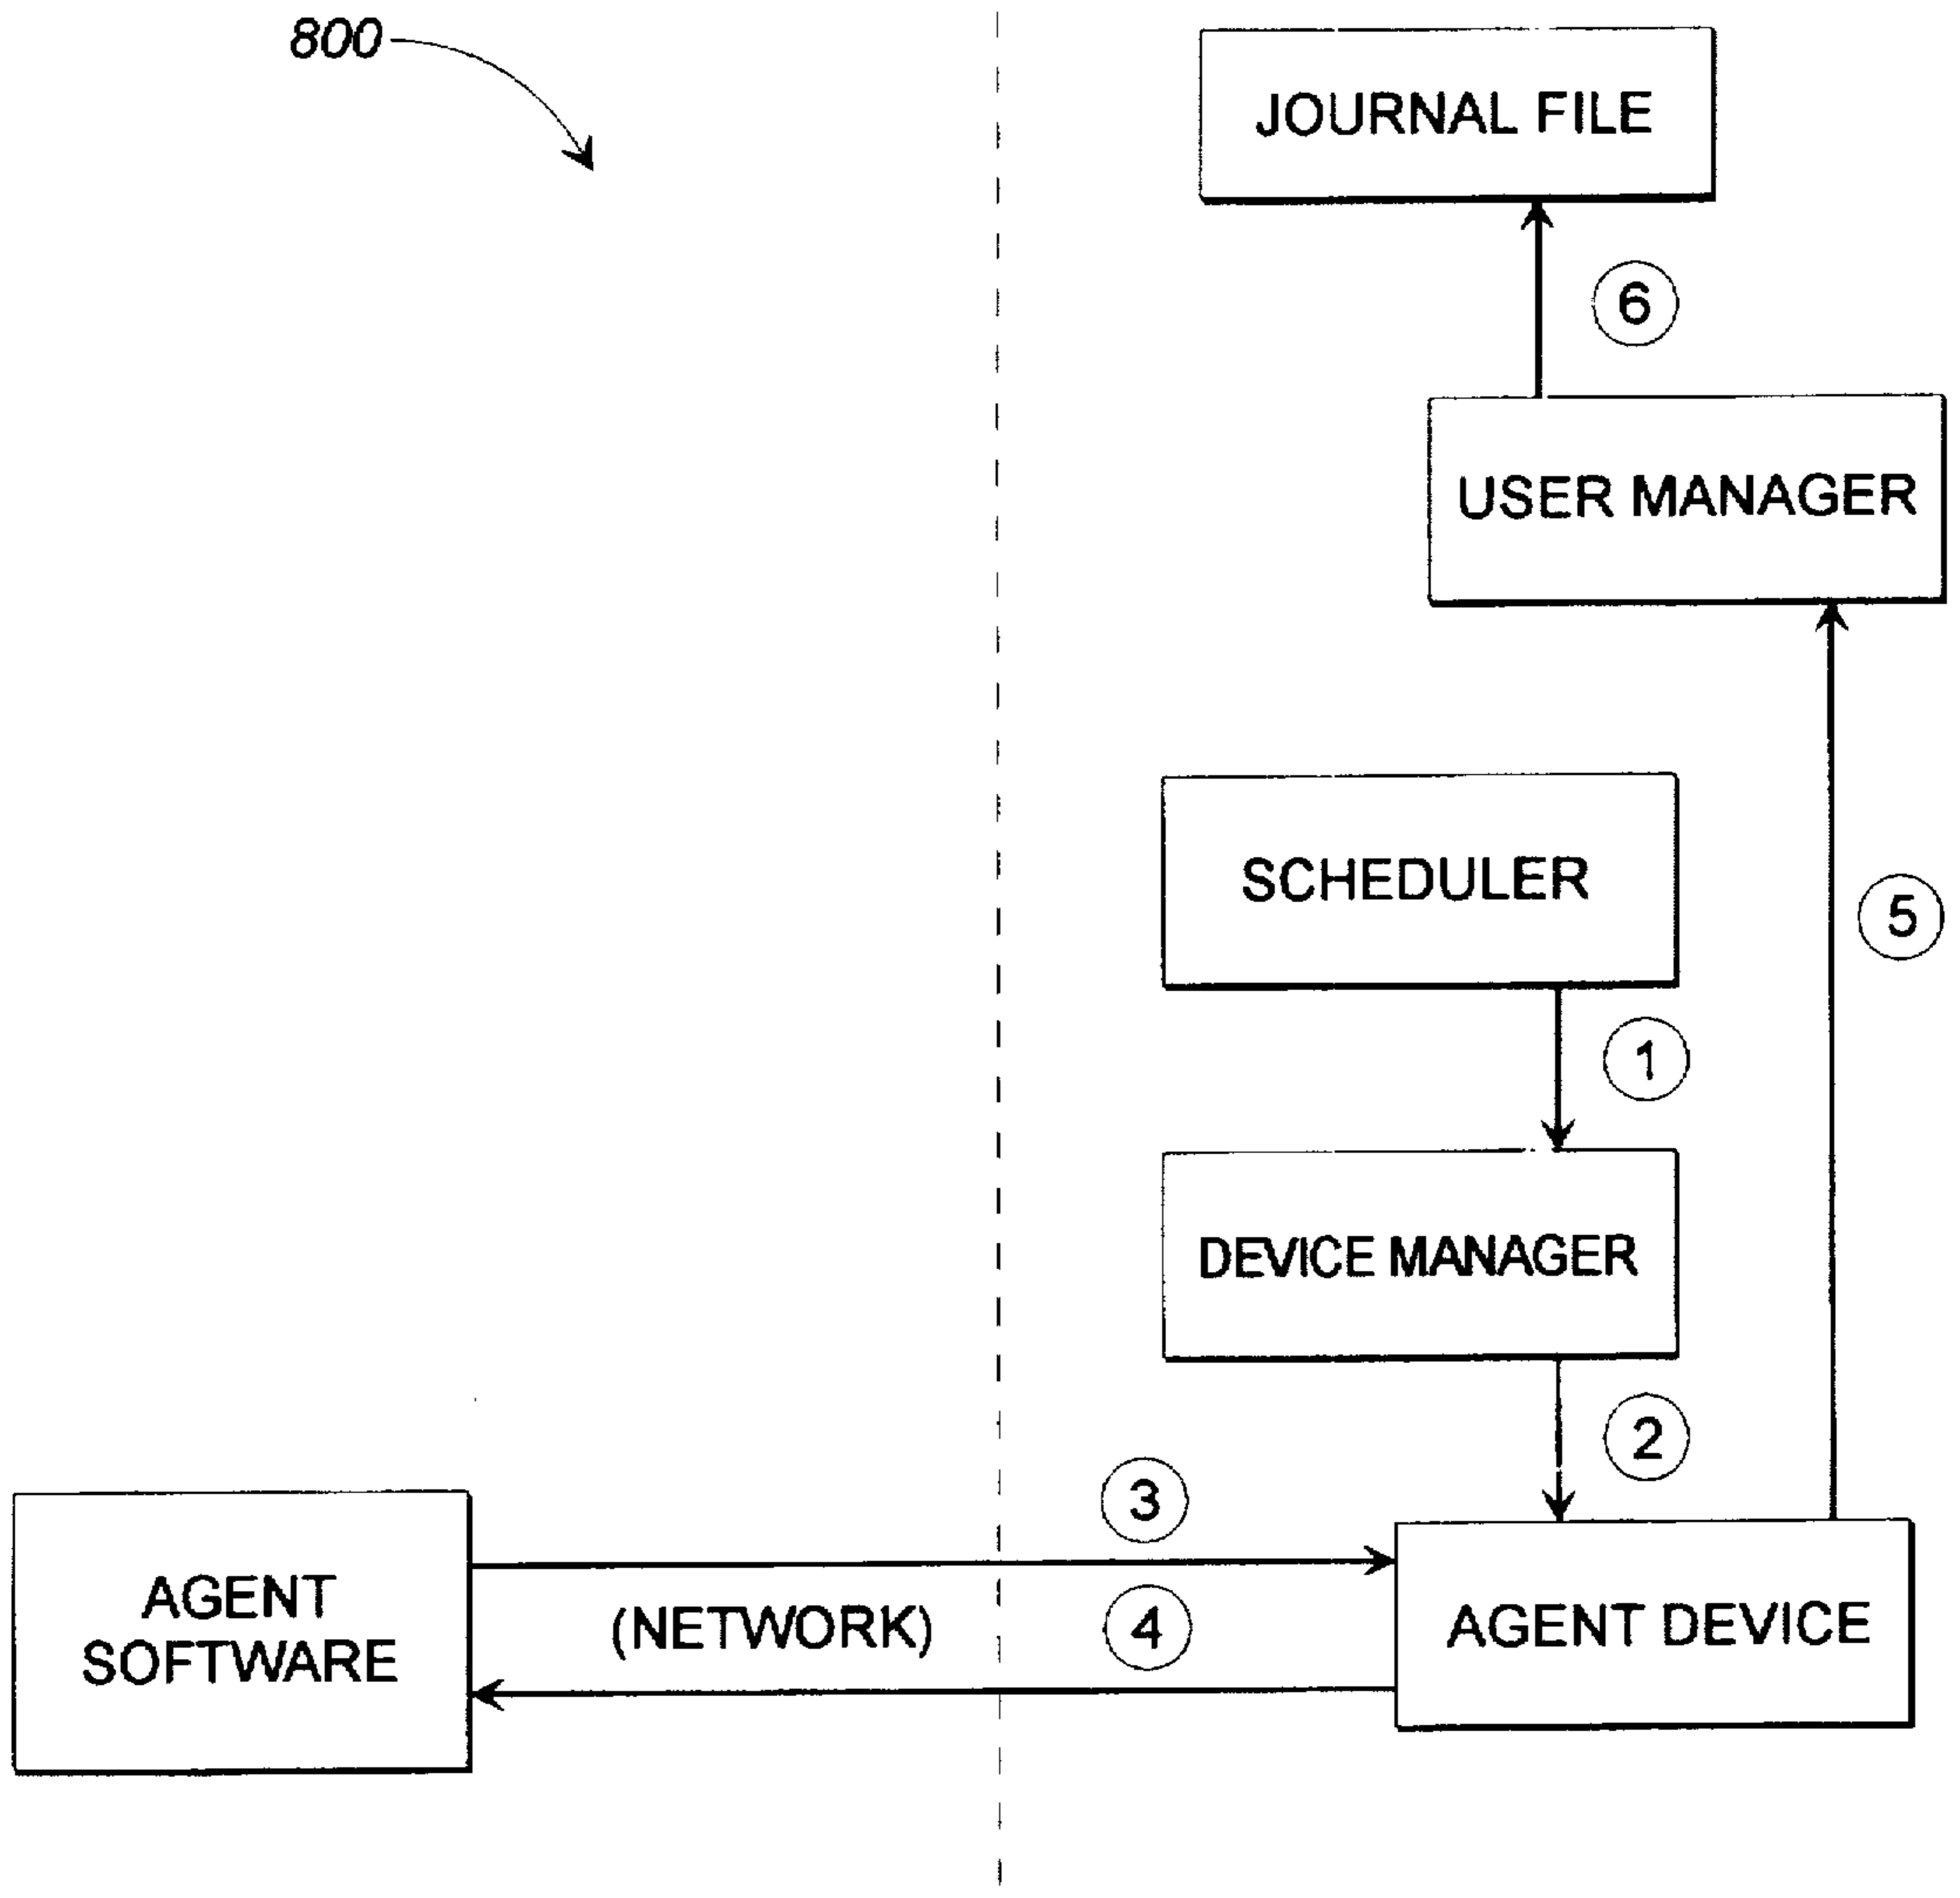 800
JOURNAL FILE
6
USER MANAGER
SCHEDULER
5
1
DEVICE MANAGER
2
3
AGENT
SOFTWARE
(NETWORK)
4
AGENT DEVICE